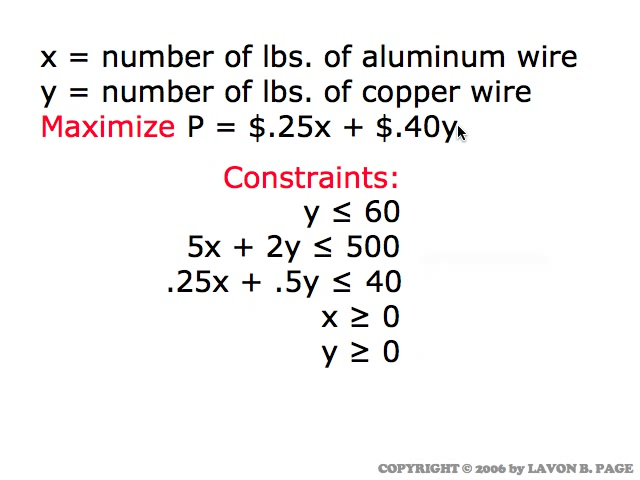 x = number of lbs. of aluminum wire
y = number of lbs. of copper wire
Maximize P = $.25x + $.40y
Constraints:
y ≤ 60
5x + 2y ≤ 500
.25x + .5y ≤ 40
x ≥ 0
y ≥ 0
COPYRIGHT © 2006 by LAVON B. PAGE